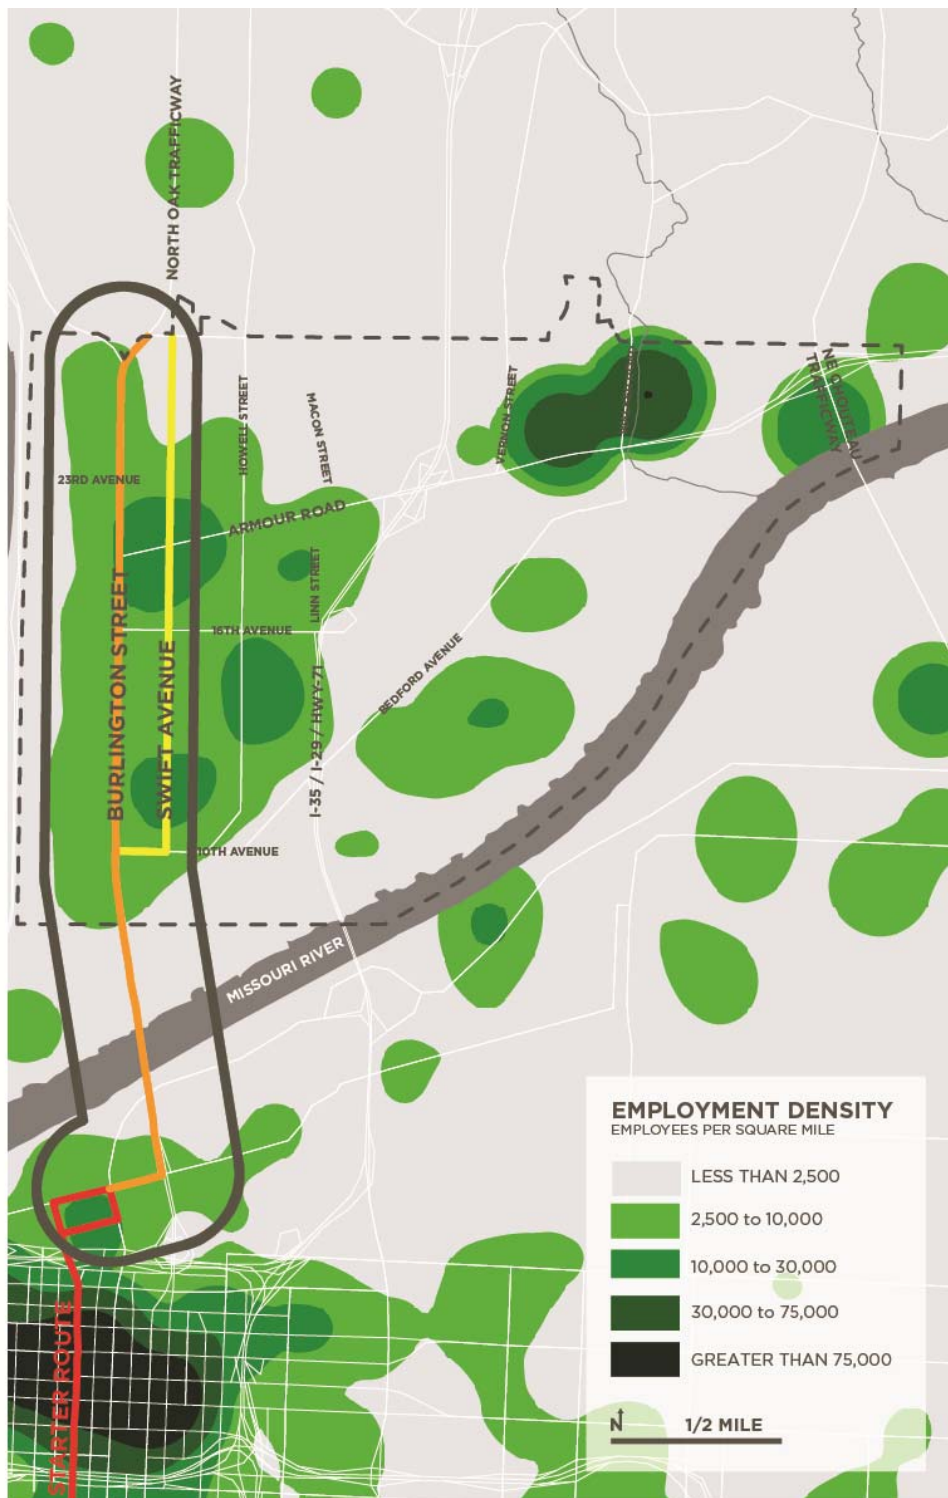 NORTH OAK TRAFFICWAY
HOWELL STREET
MACON STREET
VERNON STREET
NE CHOUTEAU
TRAFFICWAY
23RD AVENUE
ARMOUR ROAD
LINN STREET
16TH AVENUE
BURLINGTON STREET
SWIFT AVENUE
BEDFORD AVENUE
I-35 / I-29 / HWY-71
10TH AVENUE
MISSOURI RIVER
STARTER ROUTE
EMPLOYMENT DENSITY
EMPLOYEES PER SQUARE MILE
LESS THAN 2,500
2,500 to 10,000
10,000 to 30,000
30,000 to 75,000
GREATER THAN 75,000
N
1/2 MILE